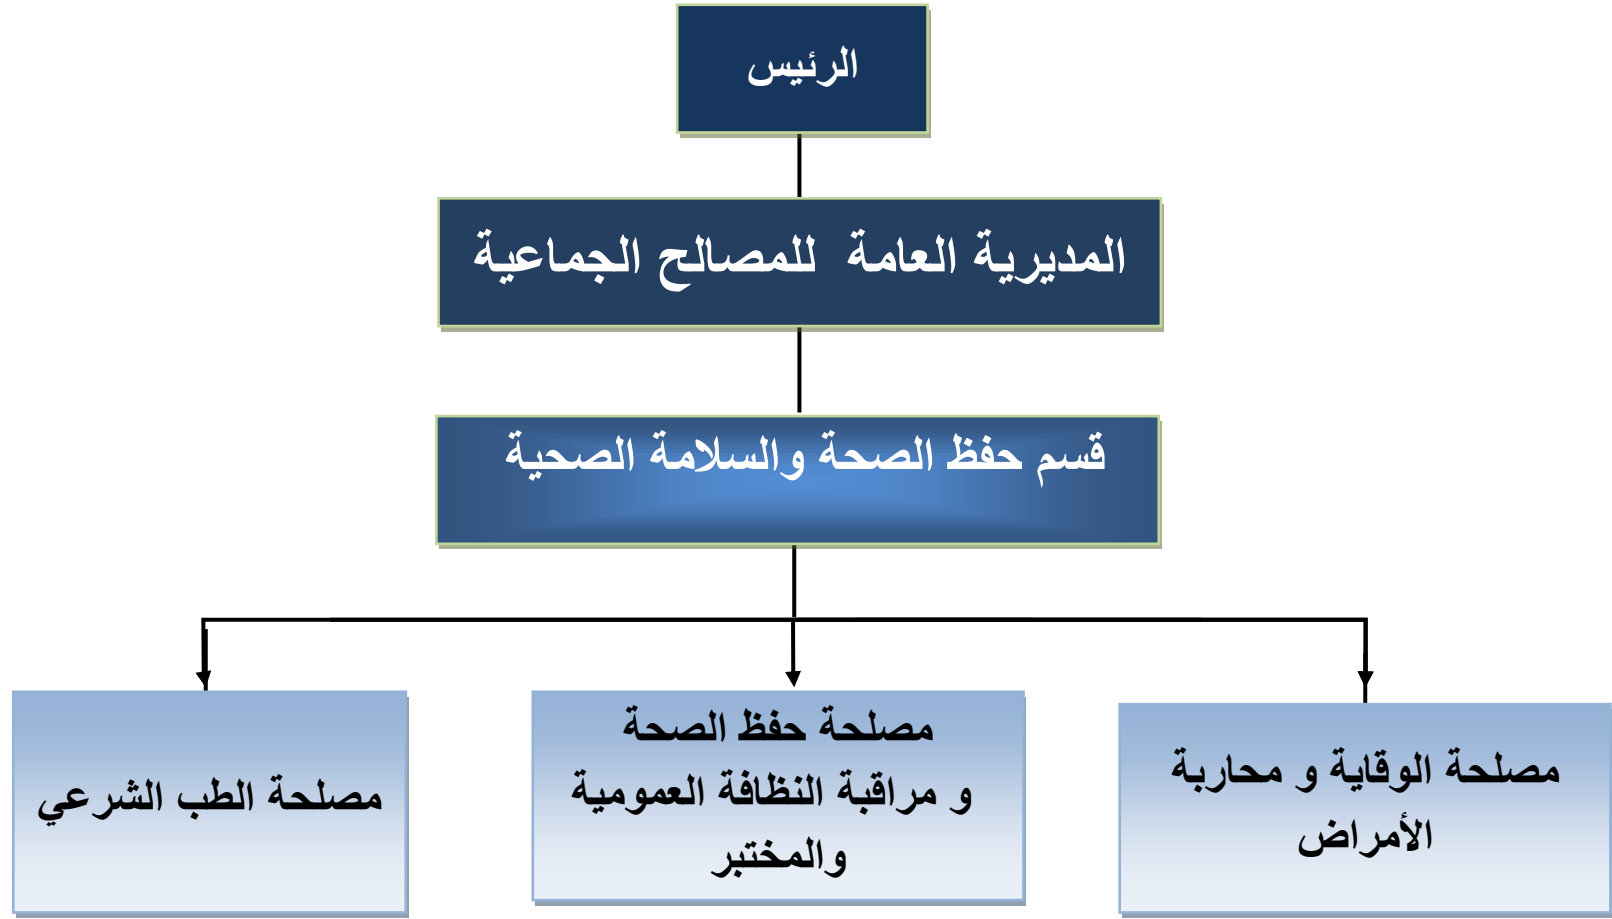 الرئيس
المديرية العامة للمصالح الجماعية
قسم حفظ الصحة والسلامة الصحية
مصلحة الوقاية و محاربة
الأمراض
مصلحة حفظ الصحة
و مراقبة النظافة العمومية
والمختبر
مصلحة الطب الشرعي